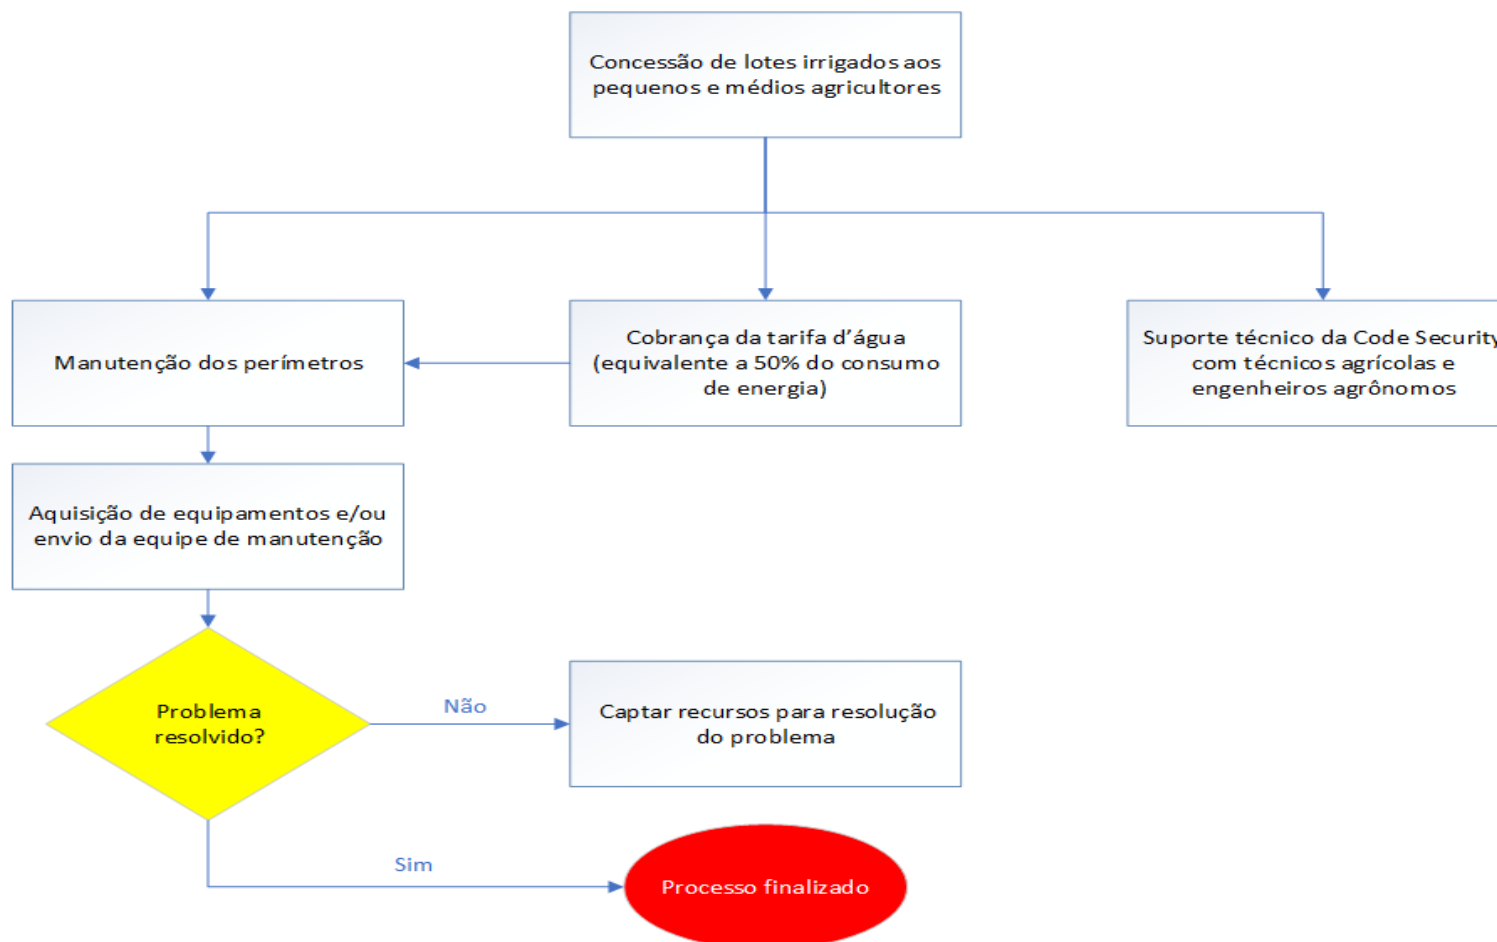 Concessão de lotes irrigados aos
pequenos e médios agricultores
Manutenção dos perímetros
Cobrança da tarifa d’água
(equivalente a 50% do consumo
de energia)
Suporte técnico da Code Security
com técnicos agrícolas e
engenheiros agrônomos
Aquisição de equipamentos e/ou
envio da equipe de manutenção
Problema
resolvido?
Não
Captar recursos para resolução
do problema
Sim
Processo finalizado